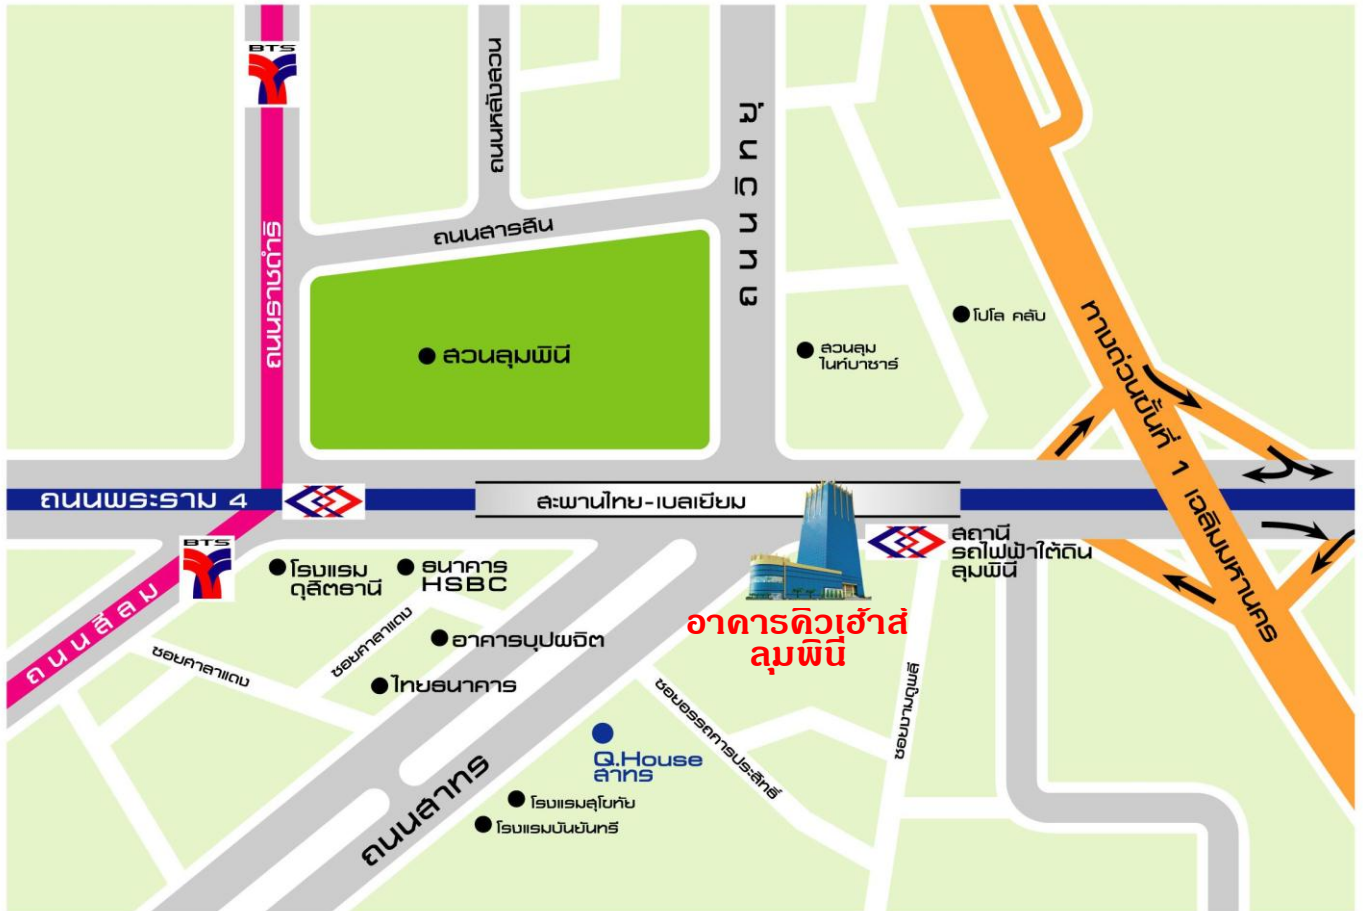 BTS
ถนนหลังสวน
วิทยุ
ถนนราชดำริ
ถนนสารสิน
สวนลุมพินี
สวนลุม
ไนท์บาซาร์
โปโล คลับ
ทางด่วนขั้นที่ 1 เฉลิมมหานคร
ถนนพระราม 4
สะพานไทย-เบลเยียม
สถานี
รถไฟฟ้าใต้ดิน
ลุมพินี
BTS
ถนนสีลม
โรงแรม
ดุสิตธานี
ธนาคาร
HSBC
อาคารคิวเฮ้าส์
ลุมพินี
ซอยศาลาแดง
ซอยศาลาแดง
อาคารบุปผจิต
ไทยธนาคาร
ซอยอรรถการประสิทธิ์
ซอยงามดูพลี
Q.House
สาทร
ถนนสาทร
โรงแรมสุโขทัย
โรงแรมบันยันทรี